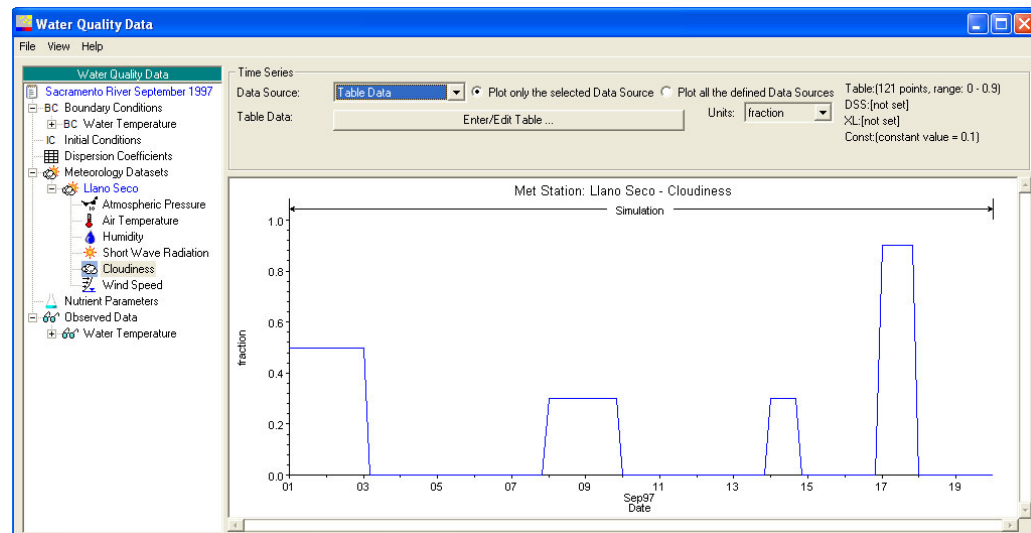 Water Quality Data
File View Help
Water Quality Data
Sacramento River September 1997
BC Boundary Conditions
BC Water Temperature
IC Initial Conditions
Dispersion Coefficients
Meteorology Datasets
Llano Seco
Atmospheric Pressure
Air Temperature
Humidity
Short Wave Radiation
Cloudiness
Wind Speed
Nutrient Parameters
Observed Data
Water Temperature
Time Series
Data Source: Table Data Plot only the selected Data Source Plot all the defined Data Sources
Table Data: Enter/Edit Table ... Units: fraction
Table:(121 points, range: 0 - 0.9)
DSS:[not set]
XL:[not set]
Const:(constant value = 0.1)
Met Station: Llano Seco - Cloudiness
Simulation
1.0
0.8
0.6
0.4
0.2
0.0
fraction
01 03 05 07 09 11 13 15 17 19
Sep97
Date